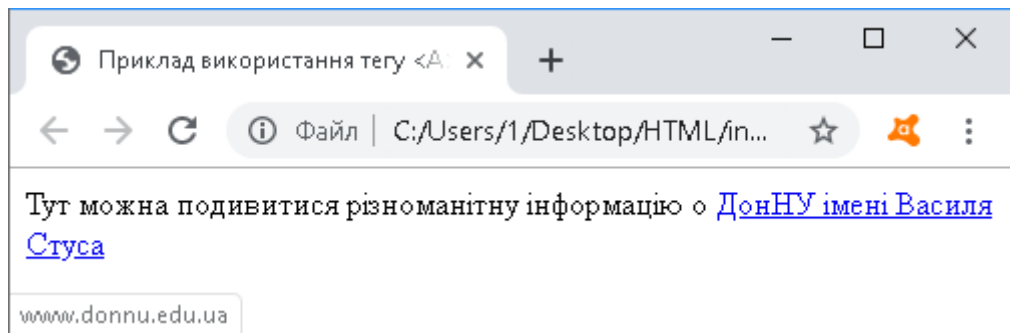 Приклад використання тегу <A>
Файл | C:/Users/1/Desktop/HTML/in...
Тут можна подивитися різноманітну інформацію о ДонНУ імені Василя
Стуса
www.donnu.edu.ua